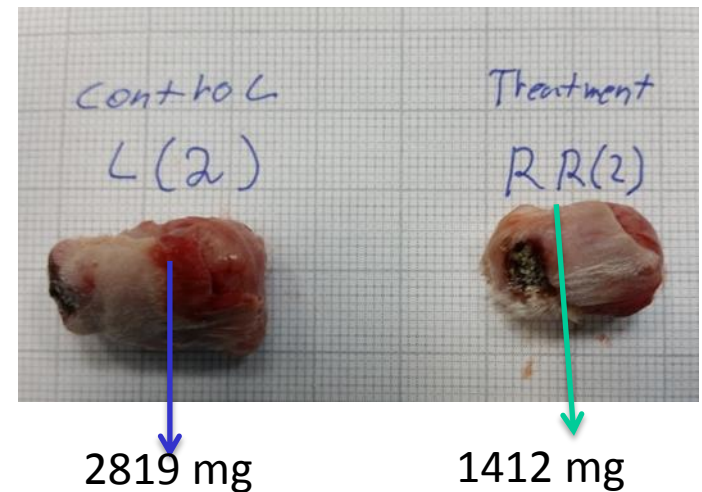 Control
Treatment
L(2)
RR(2)
2819 mg
1412 mg